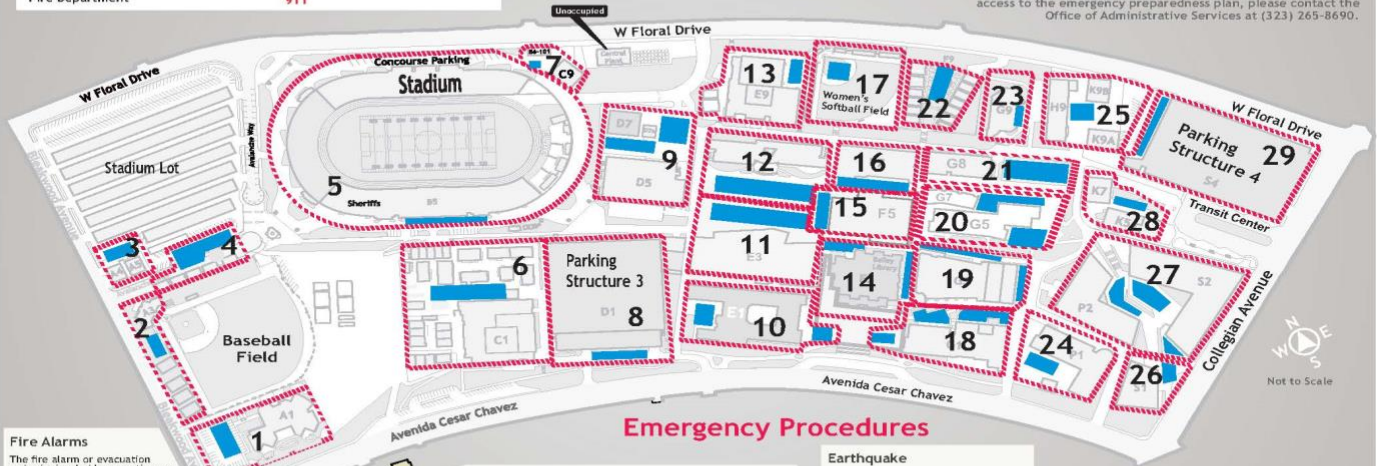 911
access to the emergency preparedness plan, please contact the
Office of Administrative Services at (323) 265-8690.
Unoccupied
W Floral Drive
W Floral Drive
Concourse Parking
Stadium
7
C9
13
E9
17
Women's
Softball Field
22
23
G9
H9
K9B
25
K9A
W Floral Drive
Parking
Structure 4
29
S4
Stadium Lot
Avalanche Way
5
Sheriffs
D7
9
D5
12
16
G8
21
K7
28
Transit Center
3
4
A4
A5
15
F5
G7
20
G5
11
E3
6
Parking
Structure 3
D1
8
C1
14
19
27
S2
P2
2
Baseball
Field
E1
10
18
24
P1
26
S1
Collegian Avenue
N
W
E
S
Not to Scale
Avenida Cesar Chavez
Avenida Cesar Chavez
1
A1
Emergency Procedures
Fire Alarms
The fire alarm or evacuation
Earthquake